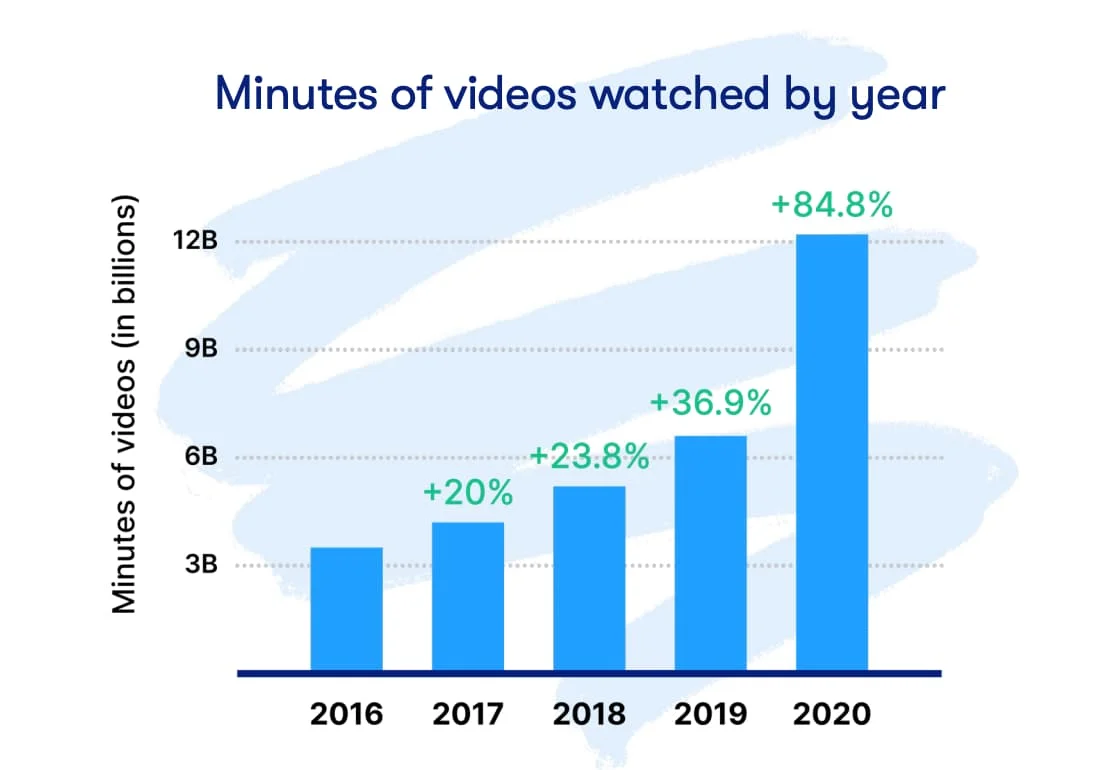 Minutes of videos watched by year
Minutes of videos (in billions)
12B
9B
6B
3B
+20%
+23.8%
+36.9%
+84.8%
2016
2017
2018
2019
2020